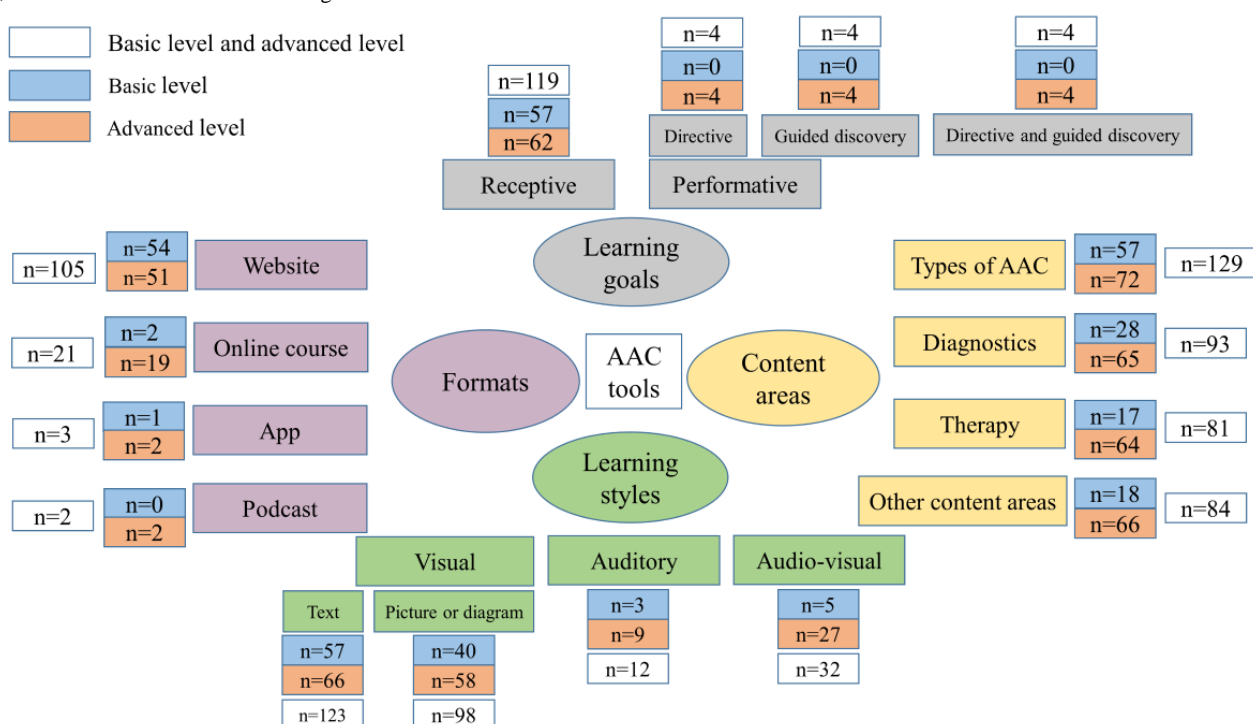 Basic level and advanced level
Basic level
Advanced level
n=119
n=57
n=62
Receptive
n=4
n=0
n=4
Directive
n=4
n=0
n=4
Guided discovery
n=4
n=0
n=4
Directive and guided discovery
Performative
Learning
goals
n=105
n=54
n=51
Website
n=21
n=2
n=19
Online course
n=3
n=1
n=2
App
n=2
n=0
n=2
Podcast
Formats
AAC
tools
Content
areas
Types of AAC
n=57
n=72
n=129
Diagnostics
n=28
n=65
n=93
Therapy
n=17
n=64
n=81
Other content areas
n=18
n=66
n=84
Learning
styles
Visual
Text
n=57
n=66
n=123
Picture or diagram
n=40
n=58
n=98
Auditory
n=3
n=9
n=12
Audio-visual
n=5
n=27
n=32